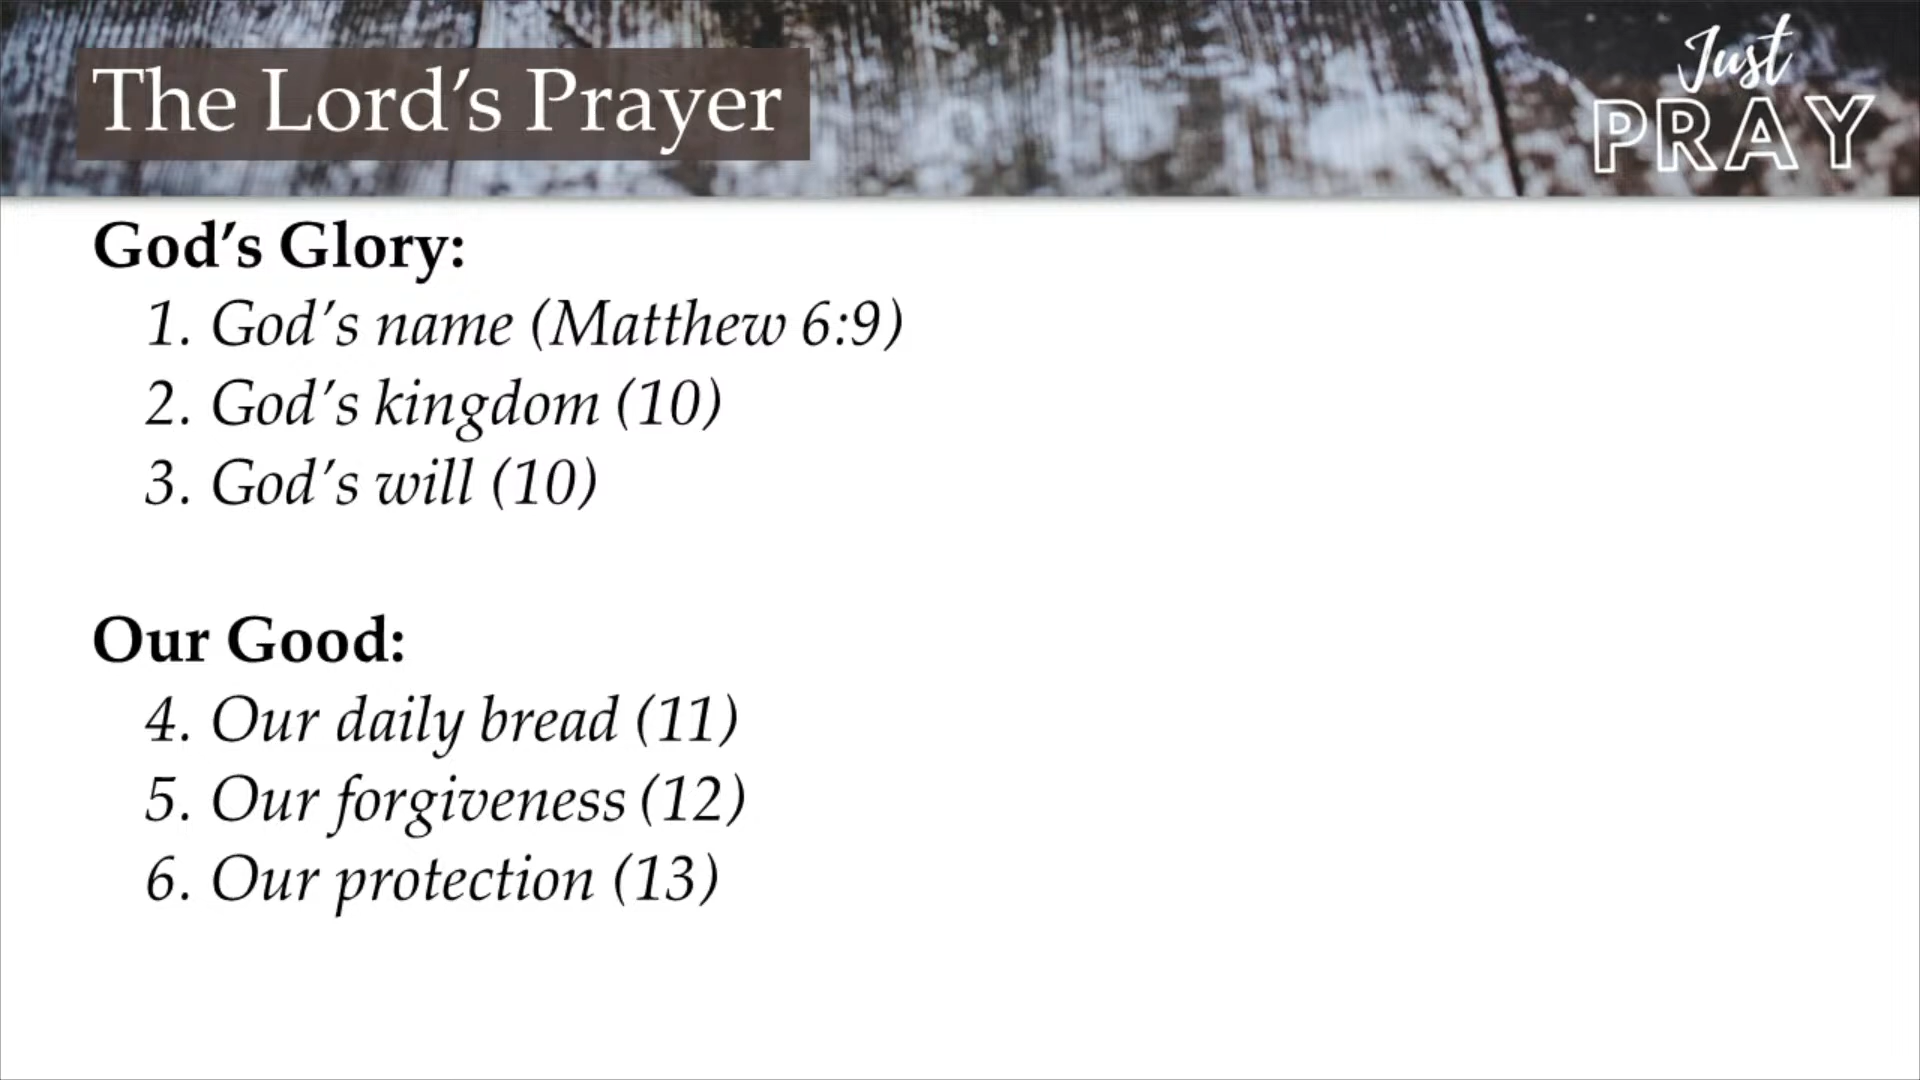 The Lord’s Prayer
Just
PRAY
God’s Glory:
1. God’s name (Matthew 6:9)
2. God’s kingdom (10)
3. God’s will (10)
Our Good:
4. Our daily bread (11)
5. Our forgiveness (12)
6. Our protection (13)